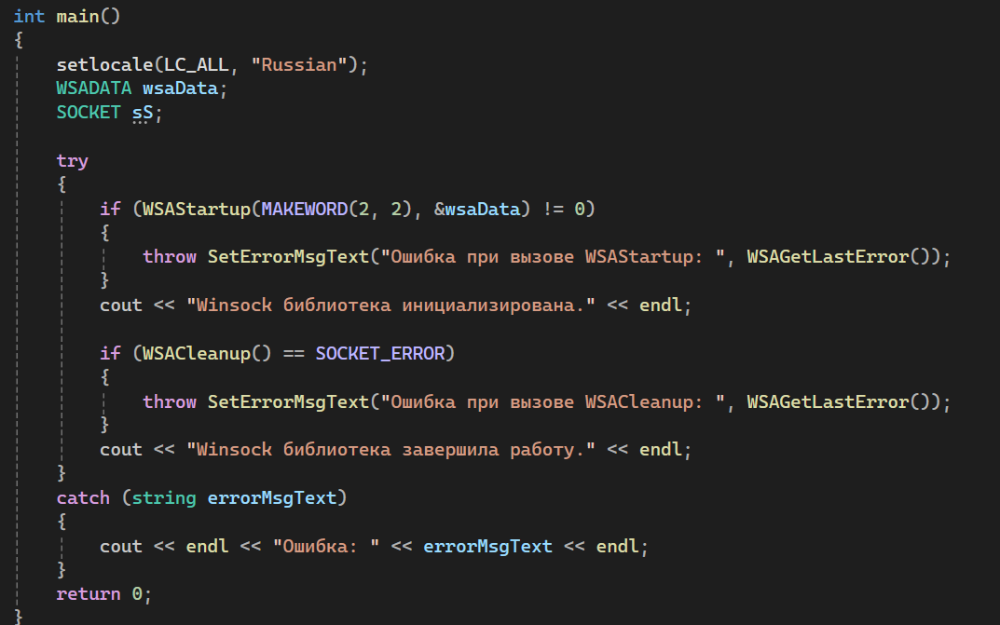 int main()
{
    setlocale(LC_ALL, "Russian");
    WSADATA wsaData;
    SOCKET sS;

    try
    {
        if (WSAStartup(MAKEWORD(2, 2), &wsaData) != 0)
        {
            throw SetErrorMsgText("Ошибка при вызове WSAStartup: ", WSAGetLastError());
        }
        cout << "Winsock библиотека инициализирована." << endl;

        if (WSACleanup() == SOCKET_ERROR)
        {
            throw SetErrorMsgText("Ошибка при вызове WSACleanup: ", WSAGetLastError());
        }
        cout << "Winsock библиотека завершила работу." << endl;
    }
    catch (string errorMsgText)
    {
        cout << endl << "Ошибка: " << errorMsgText << endl;
    }
    return 0;
}